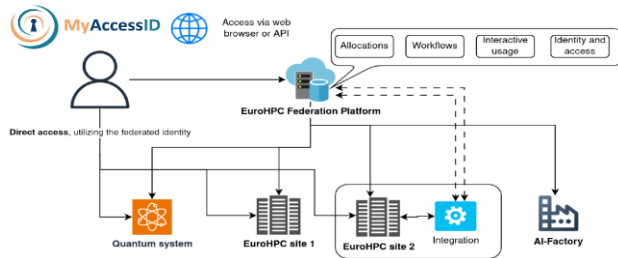 MyAccessID
Access via web
browser or API
Allocations
Workflows
Interactive
usage
Identity and
access
EuroHPC Federation Platform
Direct access, utilizing the federated identity
Quantum system
EuroHPC site 1
EuroHPC site 2
Integration
AI-Factory